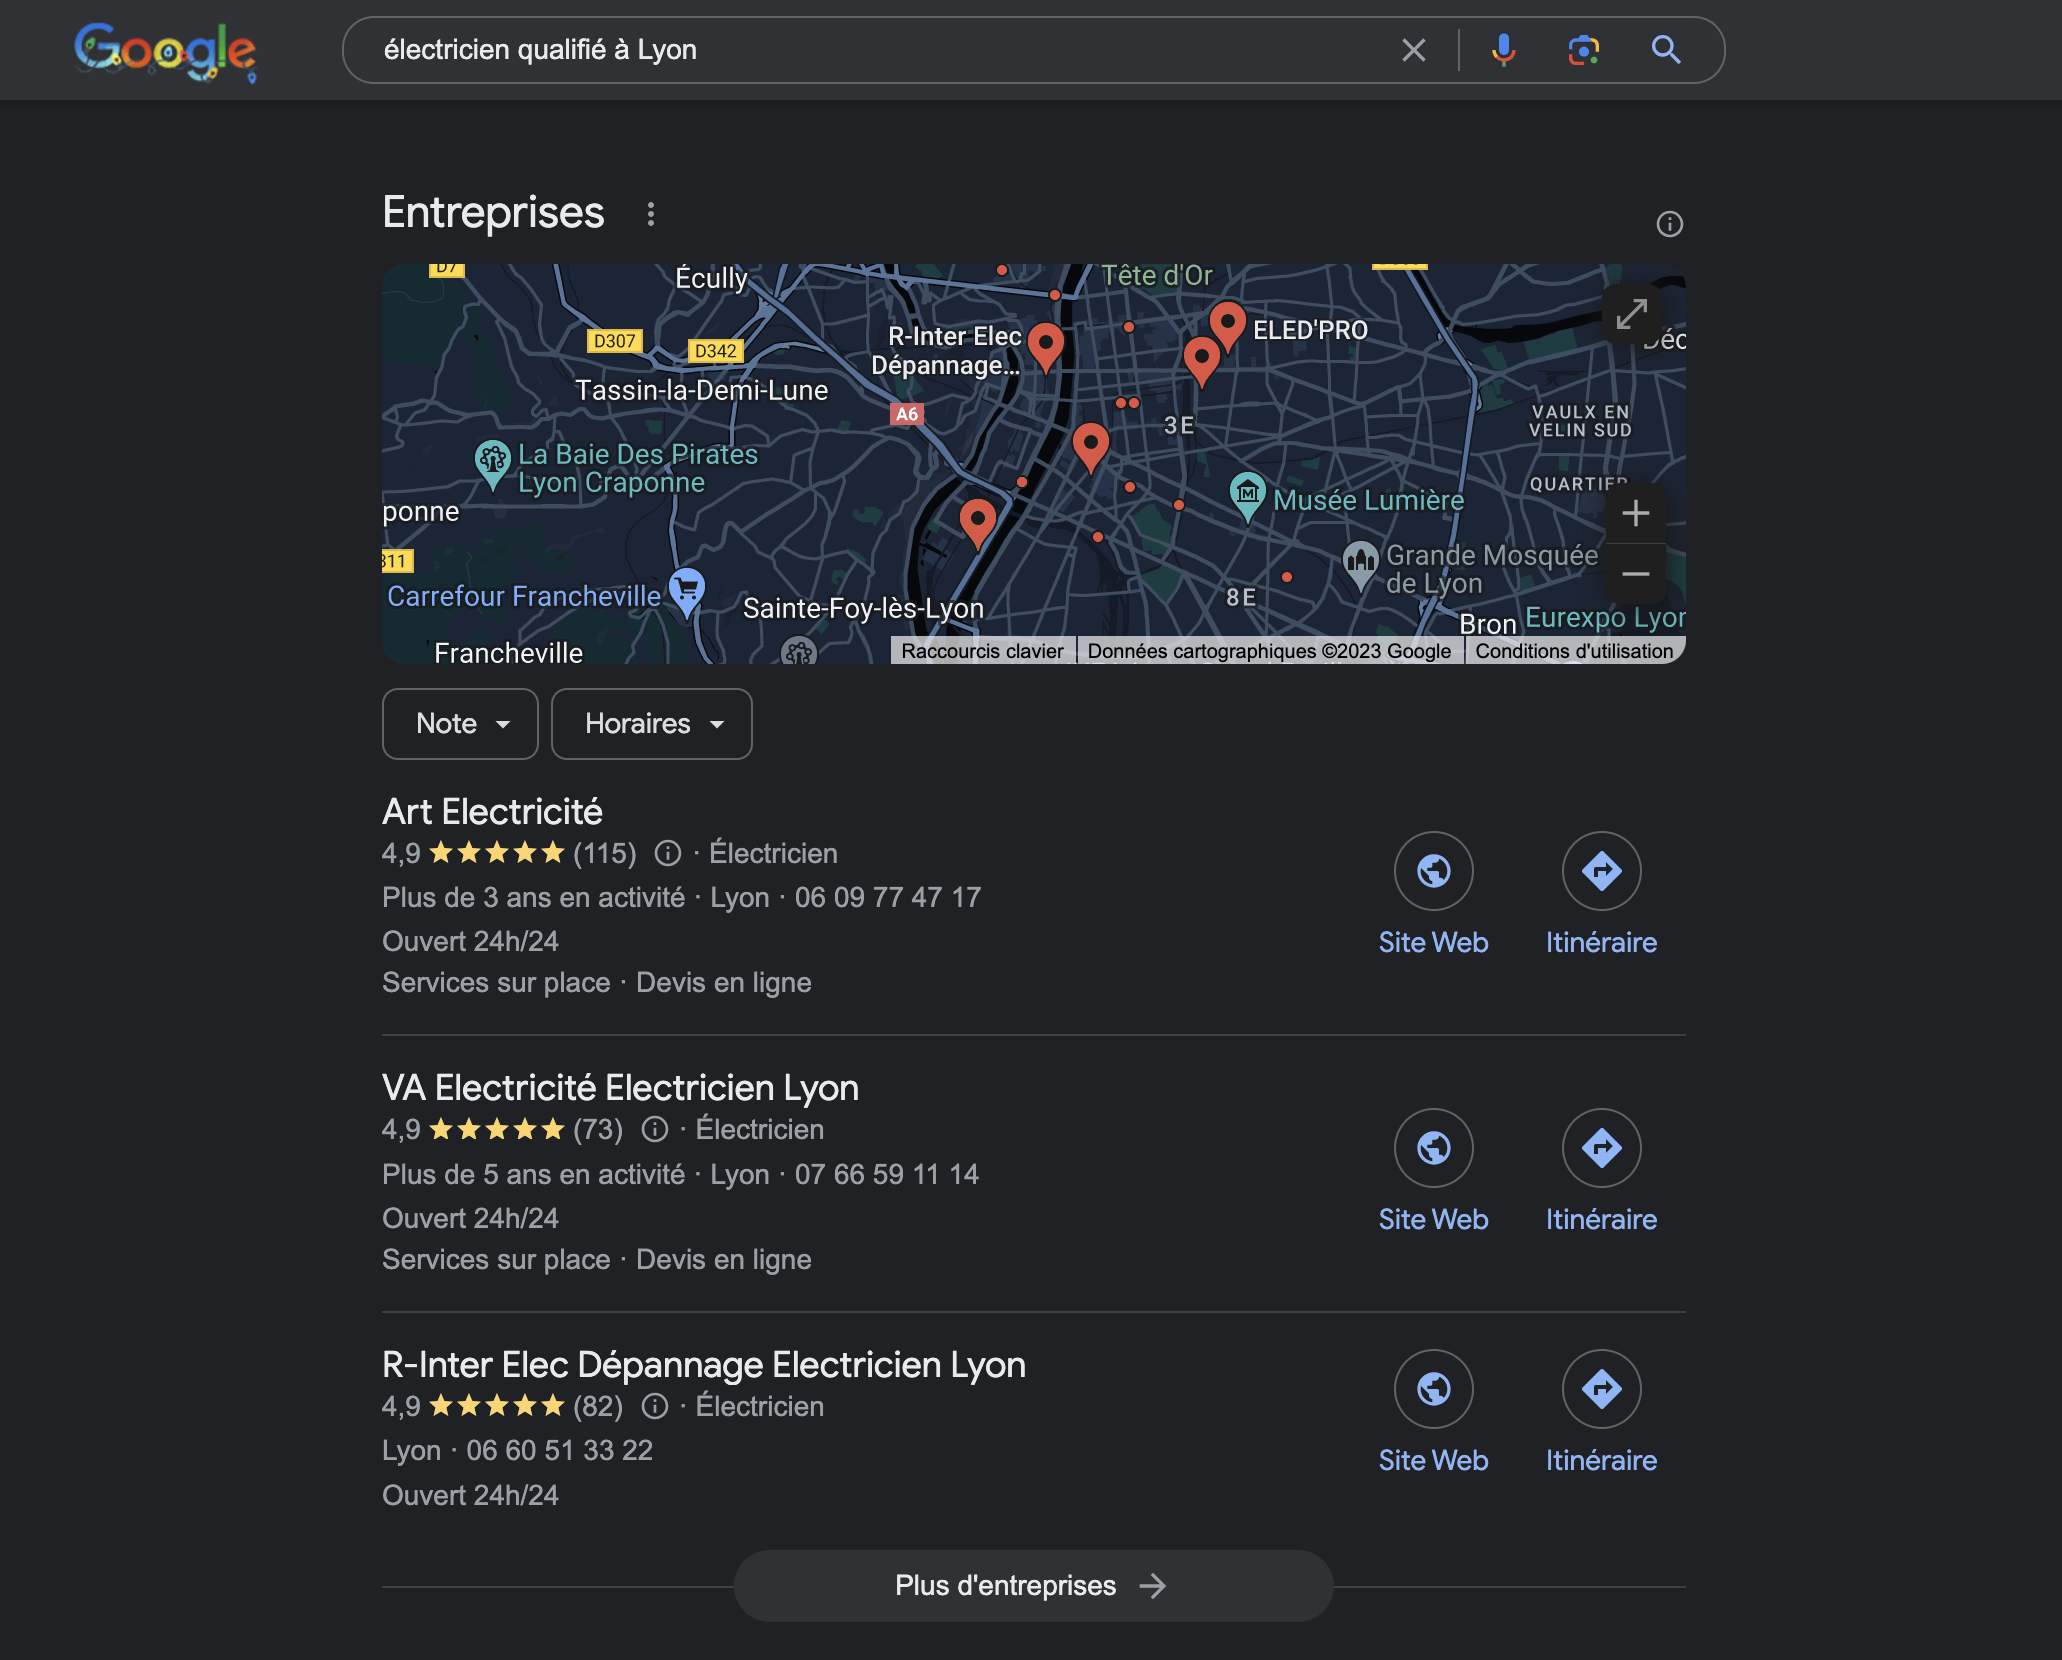 Google
électricien qualifié à Lyon
Entreprises
D7
Écully
Tête d'Or
D307
D342
R-Inter Elec
Dépannage...
ELED'PRO
Déc
Tassin-la-Demi-Lune
A6
3 E
VAULX EN
VELIN SUD
La Baie Des Pirates
Lyon Craponne
QUARTIER
ponne
Musée Lumière
311
Grande Mosquée
de Lyon
Carrefour Francheville
Sainte-Foy-lès-Lyon
8 E
Bron
Eurexpo Lyon
Francheville
Raccourcis clavier
Données cartographiques ©2023 Google
Conditions d'utilisation
Note
Horaires
Art Electricité
4,9 (115) · Électricien
Plus de 3 ans en activité · Lyon · 06 09 77 47 17
Ouvert 24h/24
Services sur place · Devis en ligne
Site Web
Itinéraire
VA Electricité Electricien Lyon
4,9 (73) · Électricien
Plus de 5 ans en activité · Lyon · 07 66 59 11 14
Ouvert 24h/24
Services sur place · Devis en ligne
Site Web
Itinéraire
R-Inter Elec Dépannage Electricien Lyon
4,9 (82) · Électricien
Lyon · 06 60 51 33 22
Ouvert 24h/24
Site Web
Itinéraire
Plus d'entreprises